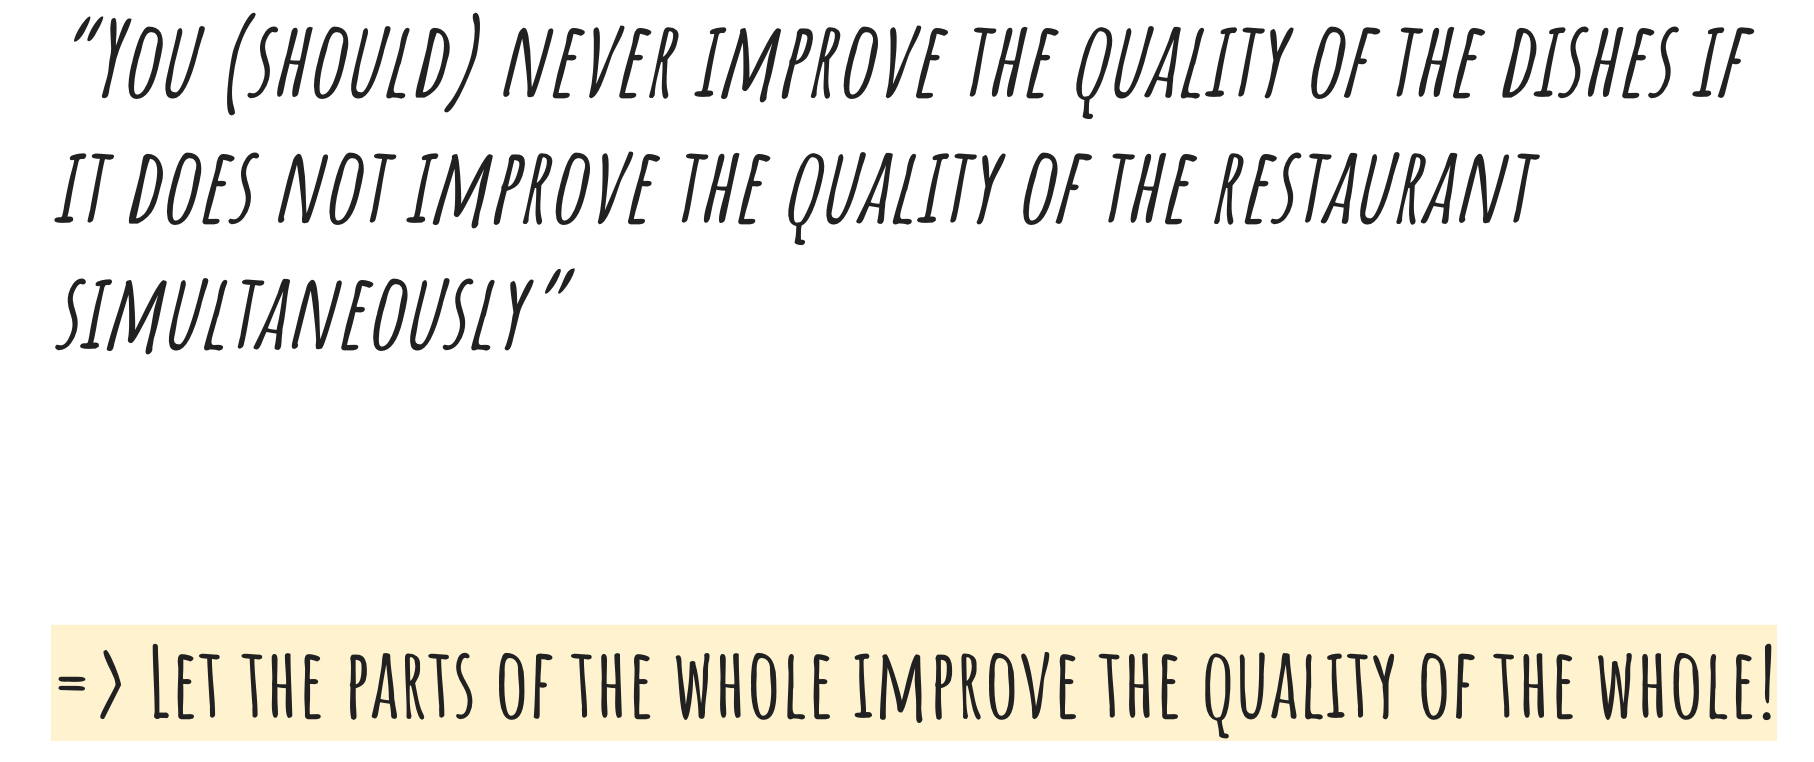 “You (should) never improve the quality of the dishes if
it does not improve the quality of the restaurant
simultaneously”
=> Let the parts of the whole improve the quality of the whole!